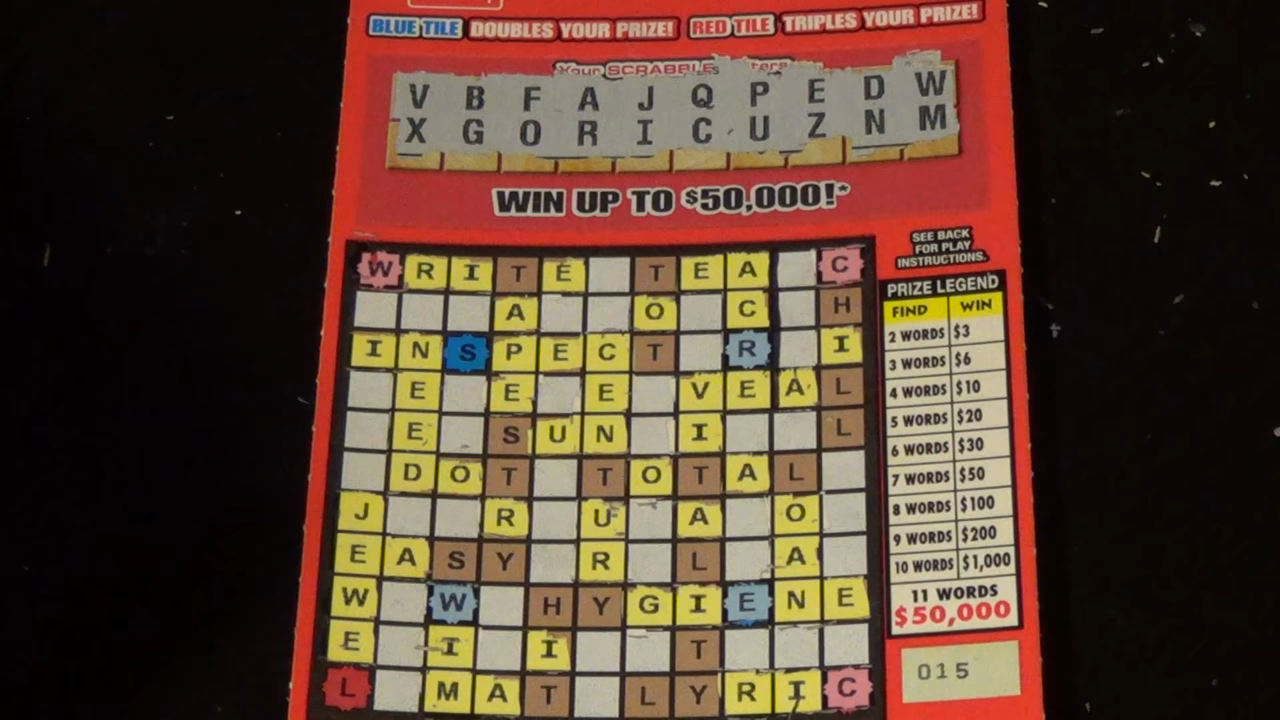 BLUE TILE DOUBLES YOUR PRIZE! RED TILE TRIPLES YOUR PRIZE!
Your SCRABBLE
V B F A J Q P E D W
X G O R I C U Z N M
WIN UP TO $50,000!*
SEE BACK
FOR PLAY
INSTRUCTIONS.
PRIZE LEGEND
FIND WIN
2 WORDS $3
3 WORDS $6
4 WORDS $10
5 WORDS $20
6 WORDS $30
7 WORDS $50
8 WORDS $100
9 WORDS $200
10 WORDS $1,000
11 WORDS
$50,000
015
W R I T E T E A C
A O C H
I N S P E C T R I
E E E V E A L
E S U N I L
D O T T O T A L
J R U A O
E A S Y R L A
W W H Y G I E N E
E I I T
L M A T L Y R I C